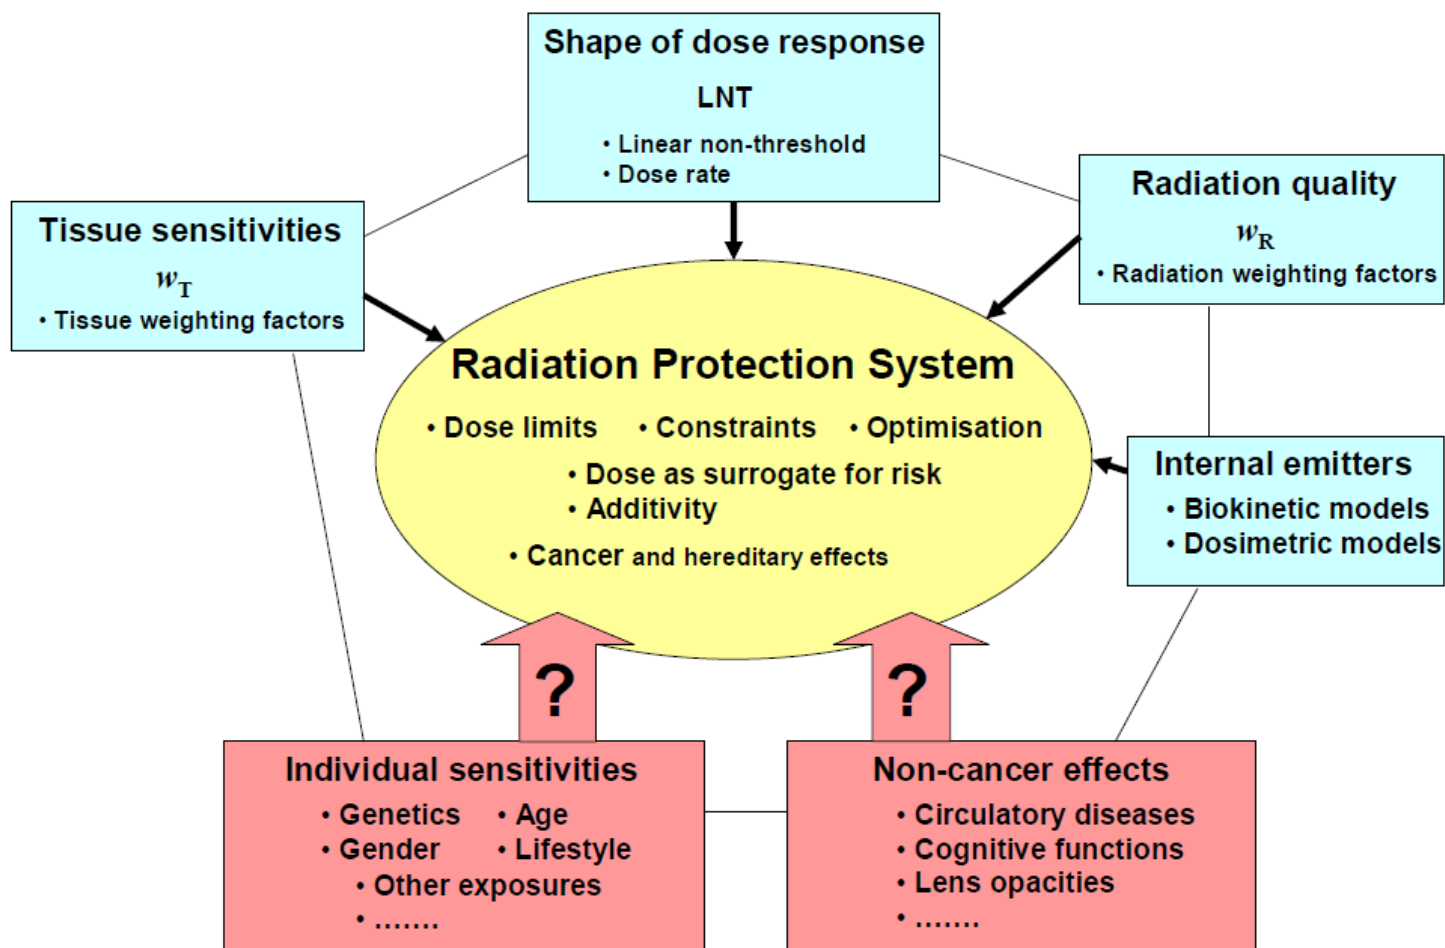 Shape of dose response
LNT
• Linear non-threshold
• Dose rate
Tissue sensitivities
wT
• Tissue weighting factors
Radiation quality
wR
• Radiation weighting factors
Radiation Protection System
• Dose limits • Constraints • Optimisation
• Dose as surrogate for risk
• Additivity
• Cancer and hereditary effects
Internal emitters
• Biokinetic models
• Dosimetric models
?
?
Individual sensitivities
• Genetics • Age
• Gender • Lifestyle
• Other exposures
• .......
Non-cancer effects
• Circulatory diseases
• Cognitive functions
• Lens opacities
• .......